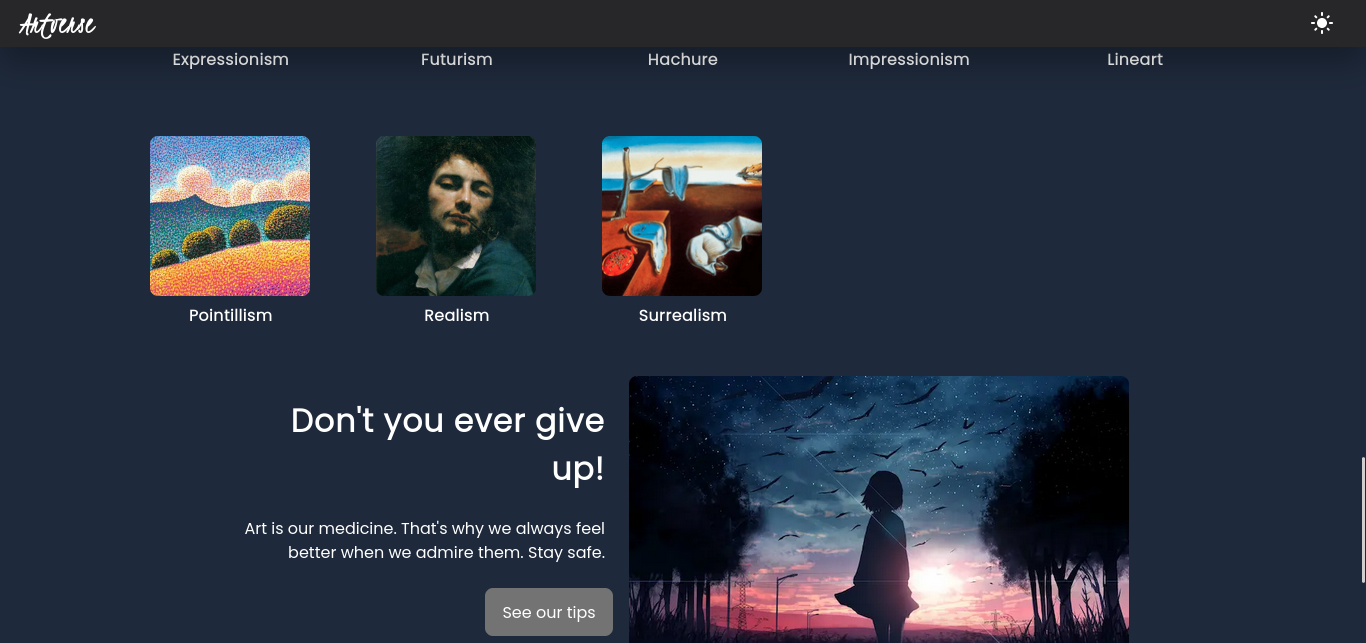 Artverse
Expressionism
Futurism
Hachure
Impressionism
Lineart
Pointillism
Realism
Surrealism
Don't you ever give
up!
Art is our medicine. That's why we always feel
better when we admire them. Stay safe.
See our tips